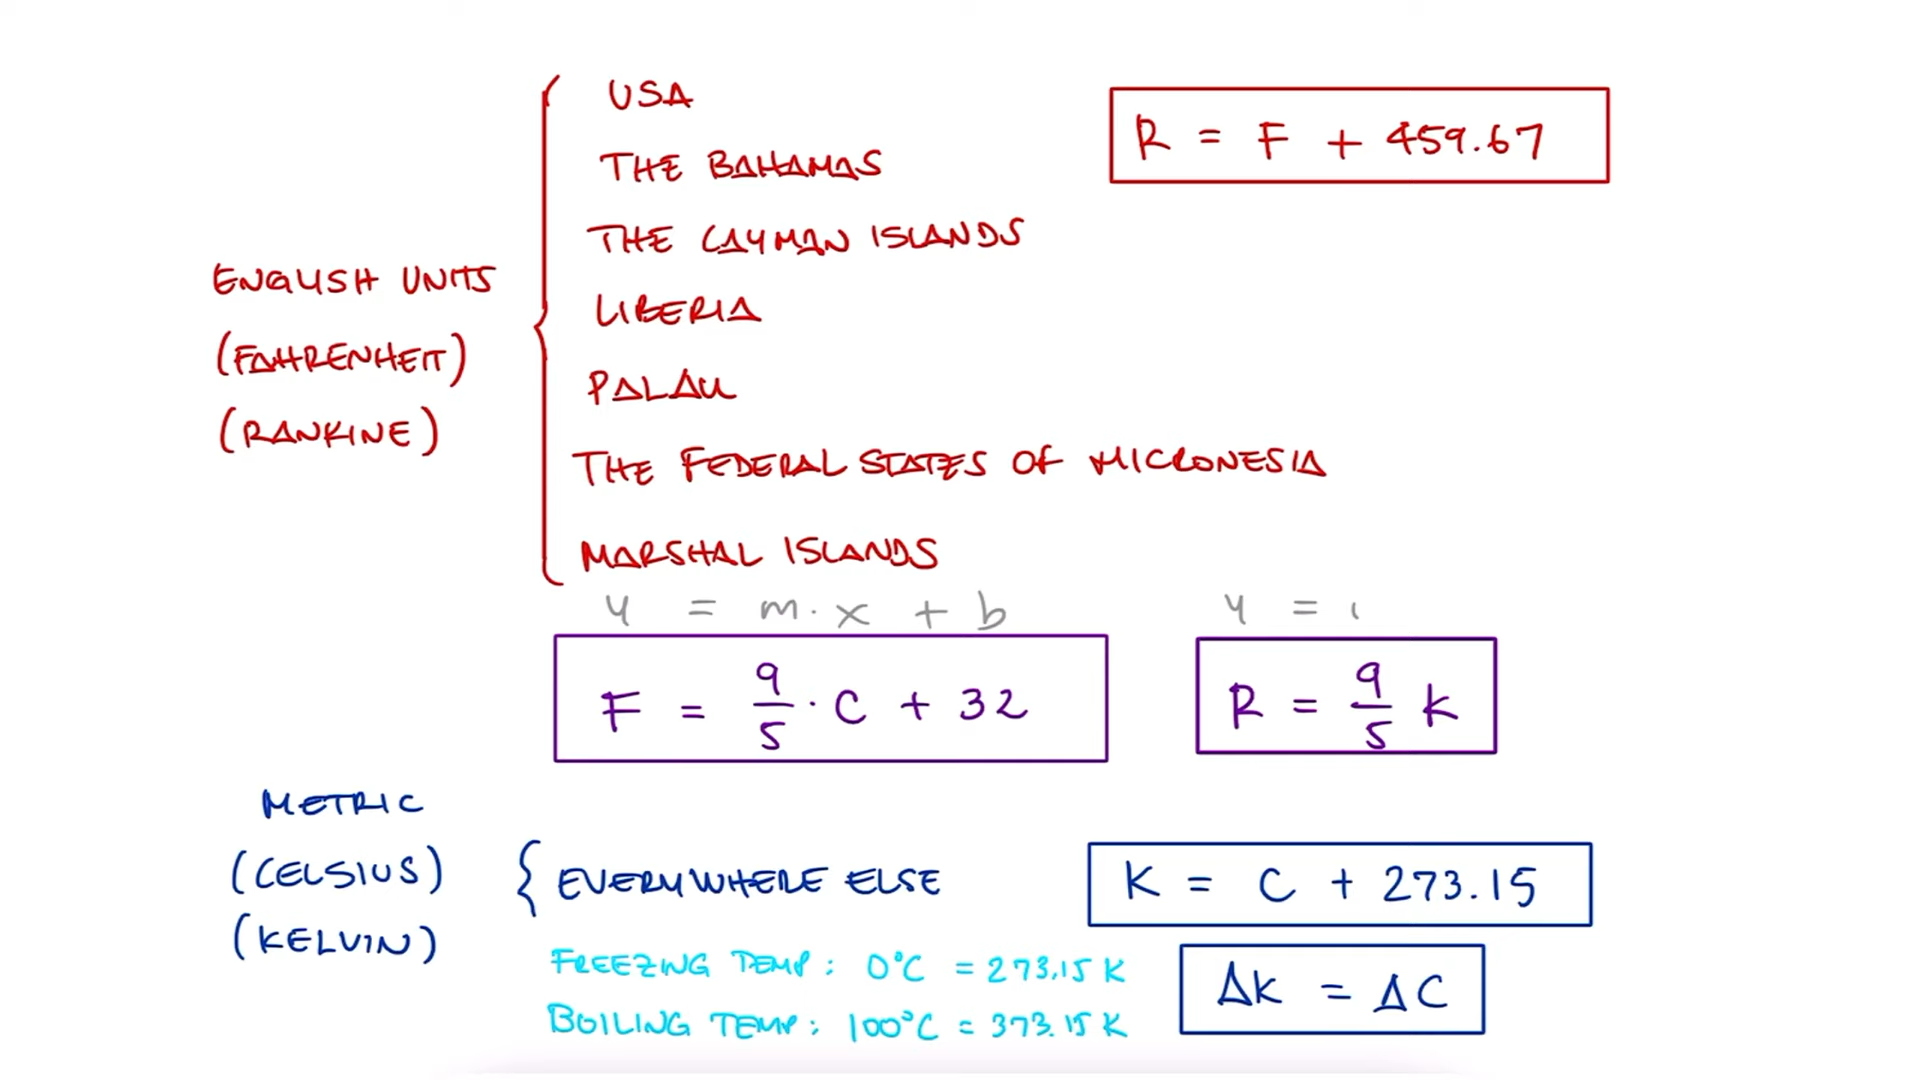 USA
R = F + 459.67
THE BAHAMAS
THE CAYMAN ISLANDS
ENGLISH UNITS
(FAHRENHEIT)
(RANKINE)
LIBERIA
PALAU
THE FEDERAL STATES OF MICRONESIA
MARSHAL ISLANDS
y = m · x + b
y =
F = 9/5 · C + 32
R = 9/5 K
METRIC
(CELSIUS)
(KELVIN)
EVERYWHERE ELSE
K = C + 273.15
FREEZING TEMP: 0°C = 273.15 K
BOILING TEMP: 100°C = 373.15 K
ΔK = ΔC